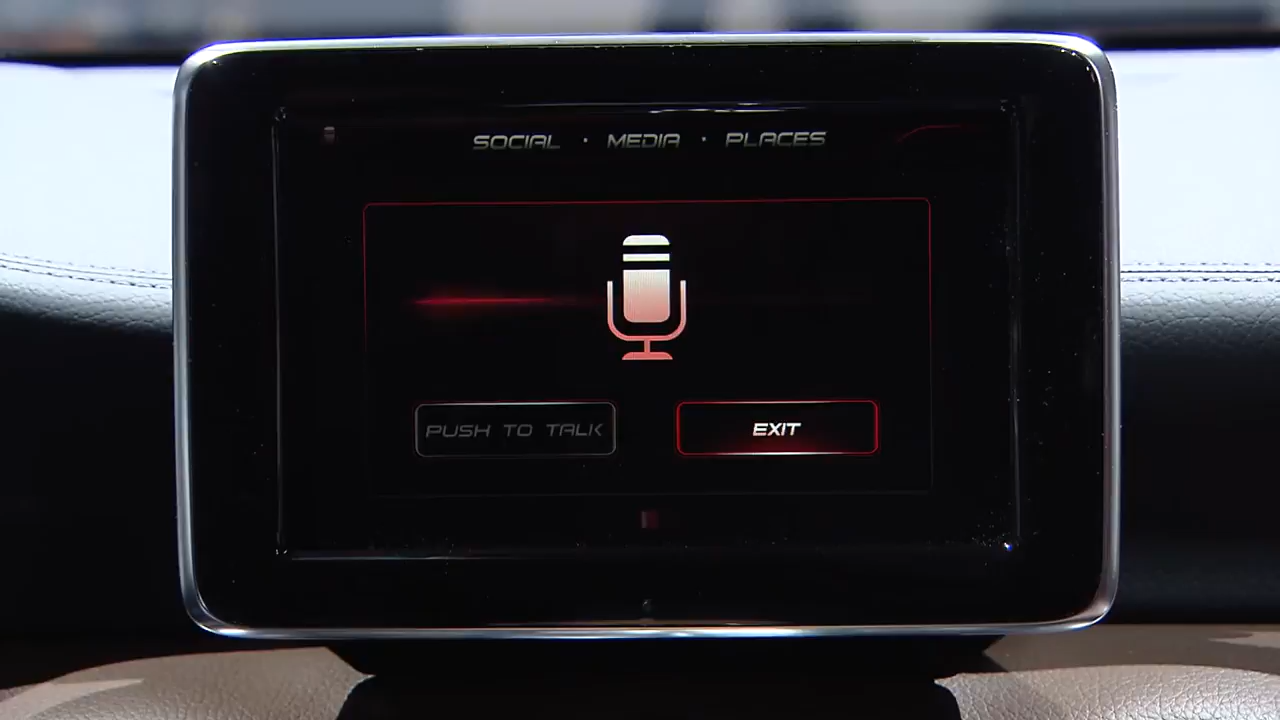 SOCIAL · MEDIA · PLACES
PUSH TO TALK
EXIT